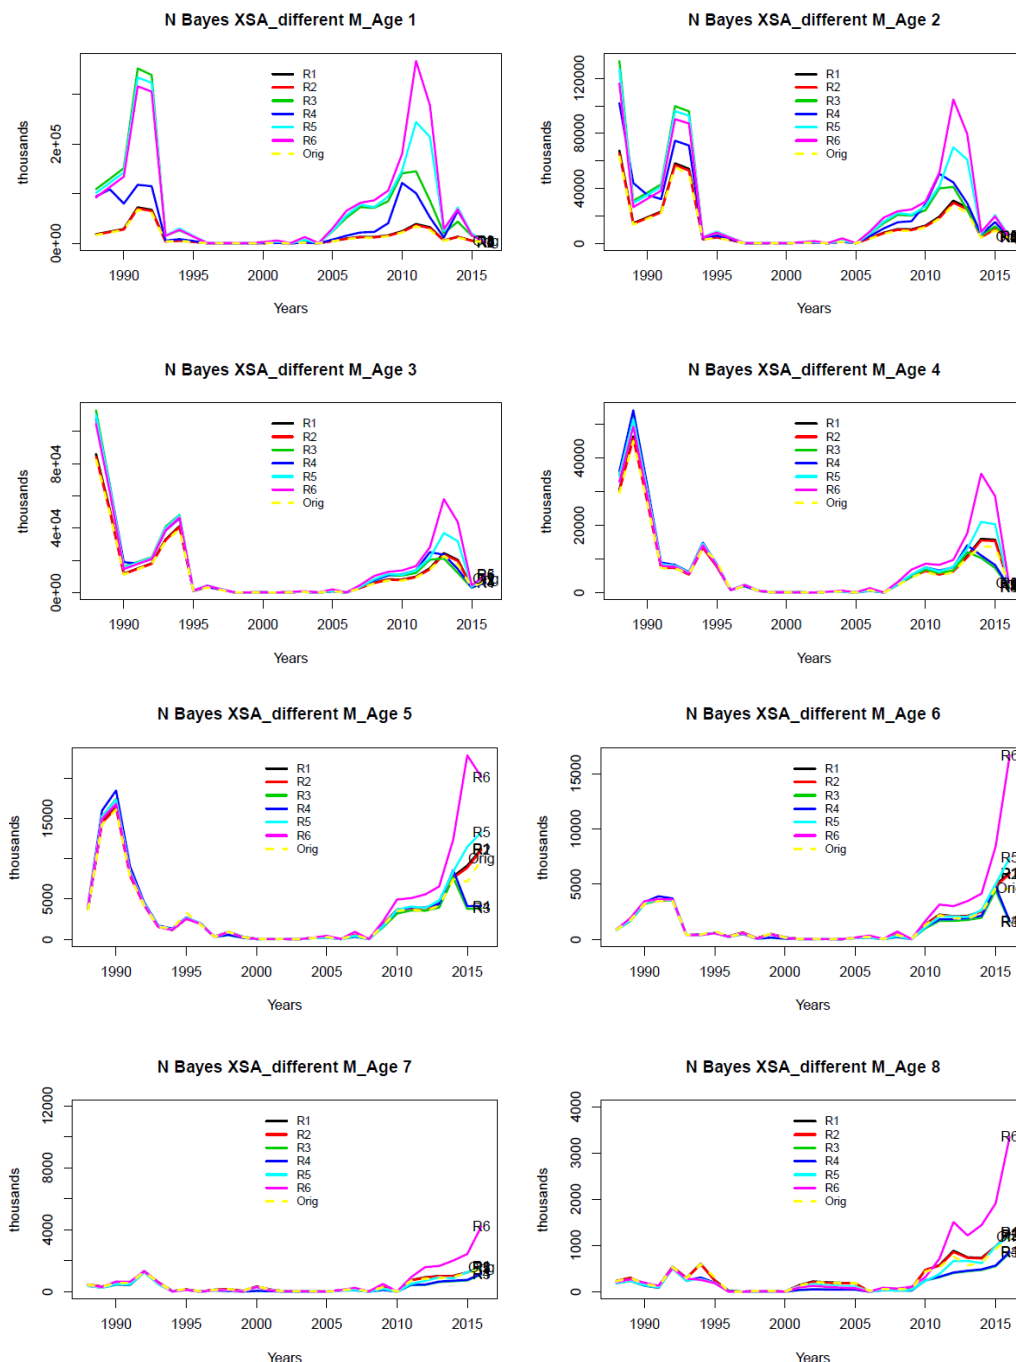 N Bayes XSA_different M_Age 1
thousands
2e+05
0e+00
R1
R2
R3
R4
R5
R6
Orig
Orig
1990 1995 2000 2005 2010 2015
Years
N Bayes XSA_different M_Age 2
thousands
120000
80000
40000
0
R1
R2
R3
R4
R5
R6
Orig
1990 1995 2000 2005 2010 2015
Years
N Bayes XSA_different M_Age 3
thousands
8e+04
4e+04
0e+00
R1
R2
R3
R4
R5
R6
Orig
1990 1995 2000 2005 2010 2015
Years
N Bayes XSA_different M_Age 4
thousands
40000
20000
0
R1
R2
R3
R4
R5
R6
Orig
1990 1995 2000 2005 2010 2015
Years
N Bayes XSA_different M_Age 5
thousands
150000
50000
0
R1
R2
R3
R4
R5
R6
Orig
R6
R5
Orig
1990 1995 2000 2005 2010 2015
Years
N Bayes XSA_different M_Age 6
thousands
15000
10000
5000
0
R1
R2
R3
R4
R5
R6
Orig
R6
R5
Orig
1990 1995 2000 2005 2010 2015
Years
N Bayes XSA_different M_Age 7
thousands
12000
8000
4000
0
R1
R2
R3
R4
R5
R6
Orig
R6
1990 1995 2000 2005 2010 2015
Years
N Bayes XSA_different M_Age 8
thousands
4000
3000
2000
1000
0
R1
R2
R3
R4
R5
R6
Orig
R6
1990 1995 2000 2005 2010 2015
Years